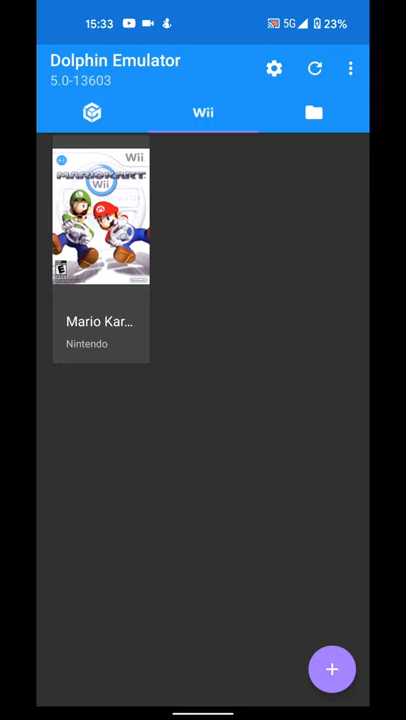 15:33
5G
23%
Dolphin Emulator
5.0-13603
Wii
Wii
MARIOKART
Wii
E
Mario Kar...
Nintendo